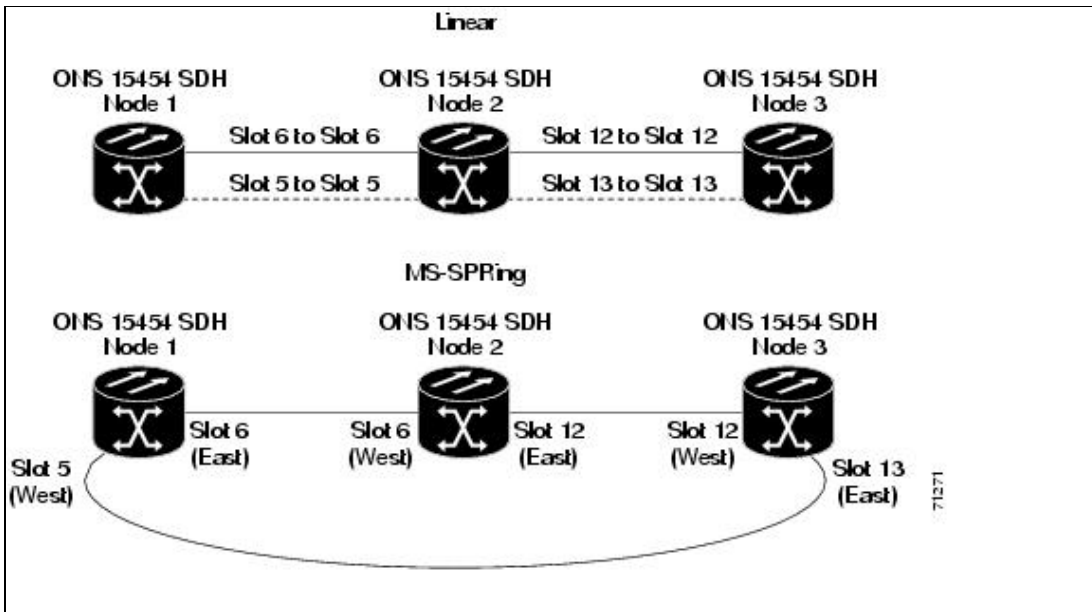 Linear
ONS 15454 SDH
Node 1
ONS 15454 SDH
Node 2
ONS 15454 SDH
Node 3
Slot 6 to Slot 6
Slot 12 to Slot 12
Slot 5 to Slot 5
Slot 13 to Slot 13
MS-SPRing
ONS 15454 SDH
Node 1
ONS 15454 SDH
Node 2
ONS 15454 SDH
Node 3
Slot 6
(East)
Slot 6
(West)
Slot 12
(East)
Slot 12
(West)
Slot 5
(West)
Slot 13
(East)
71271